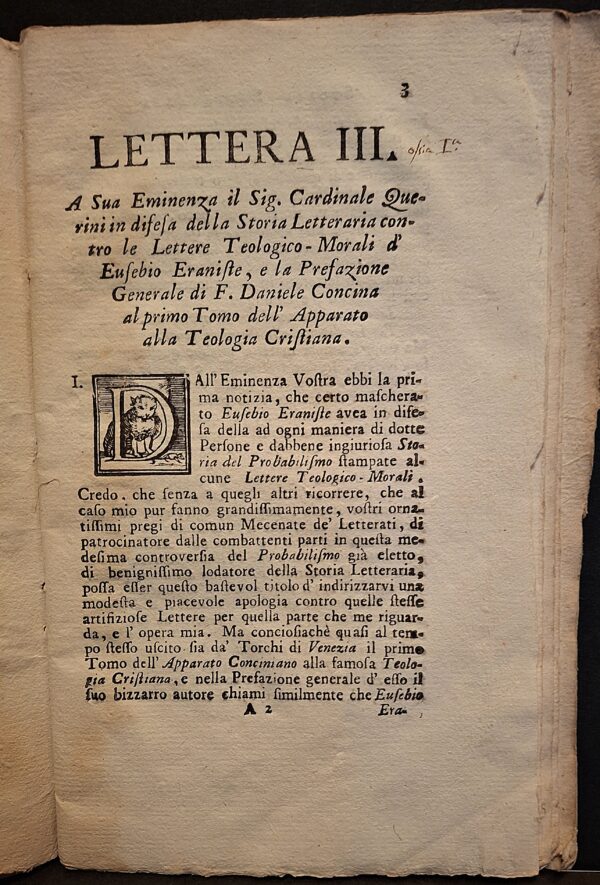 3
LETTERA III. ossia I.ª
A Sua Eminenza il Sig. Cardinale Que-
rini in difesa della Storia Letteraria con-
tro le Lettere Teologico-Morali d'
Eusebio Eraniste, e la Prefazione
Generale di F. Daniele Concina
al primo Tomo dell' Apparato
alla Teologia Cristiana.
I. DAll'Eminenza Vostra ebbi la pri-
ma notizia, che certo maschera-
to Eusebio Eraniste avea in dife-
sa della ad ogni maniera di dotte
Persone e dabbene ingiuriosa Sto-
ria del Probabilismo stampate al-
cune Lettere Teologico-Morali.
Credo, che senza a quegli altri ricorrere, che al
caso mio pur fanno grandissimamente, vostri orna-
tissimi pregi di comun Mecenate de' Letterati, di
patrocinatore dalle combattenti parti in questa me-
desima controversia del Probabilismo già eletto,
di benignissimo lodatore della Storia Letteraria,
possa esser questo bastevol titolo d'indirizzarvi una
modesta e piacevole apologia contro quelle stesse
artifiziose Lettere per quella parte che me riguar-
da, e l'opera mia. Ma conciosiachè quasi al tem-
po stesso uscito sia da' Torchi di Venezia il primo
Tomo dell'Apparato Conciniano alla famosa Teolo-
gia Cristiana, e nella Prefazione generale d'esso il
suo bizzarro autore chiami similmente che Eusebio
A 2 Era-